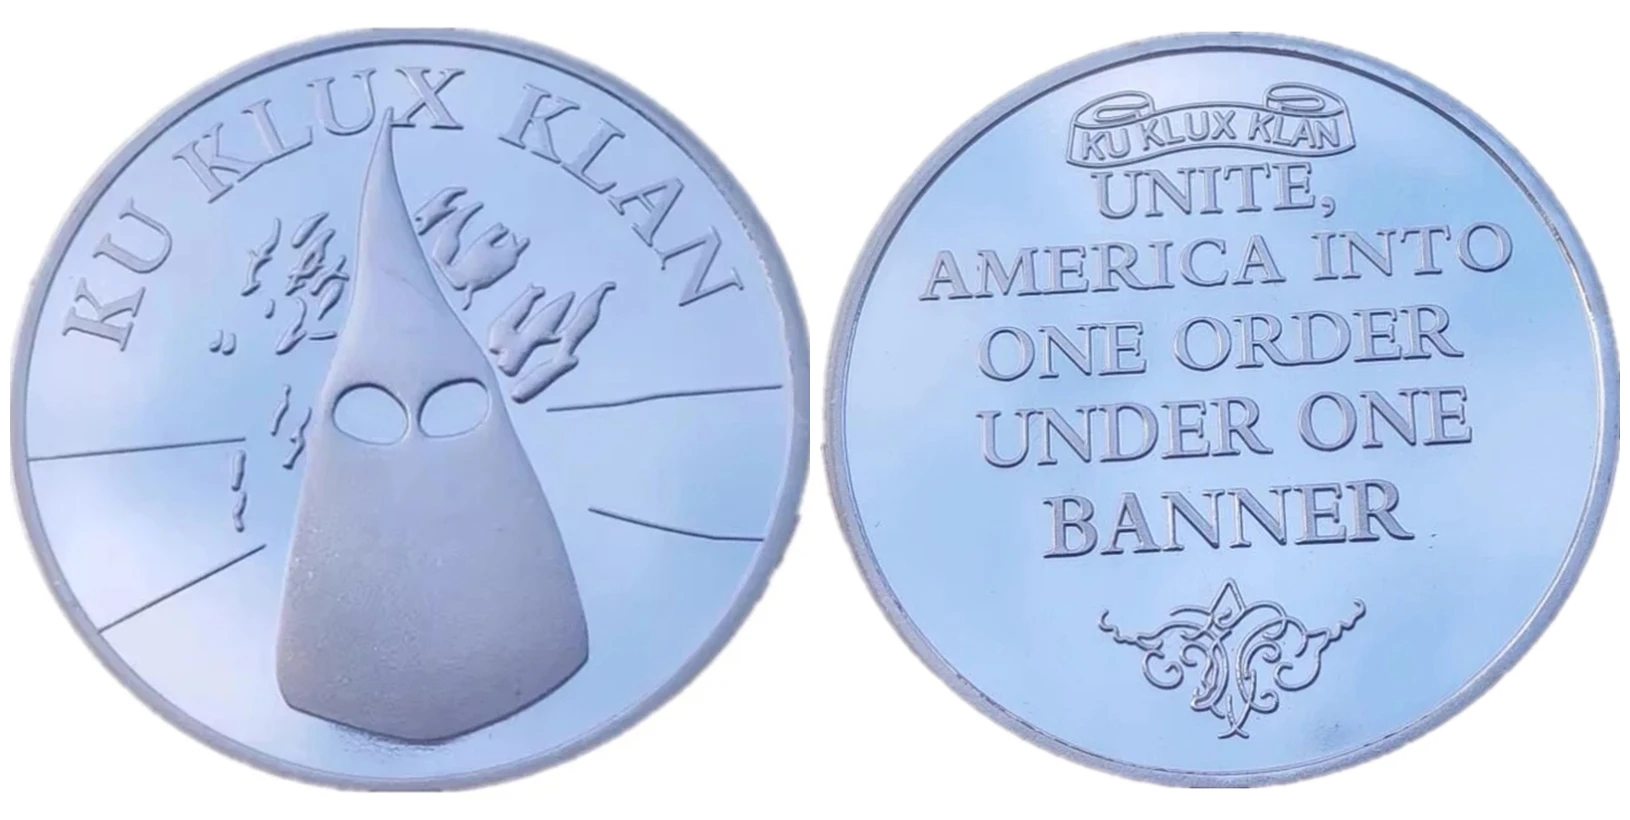 KU KLUX KLAN
KU KLUX KLAN
UNITE,
AMERICA INTO
ONE ORDER
UNDER ONE
BANNER